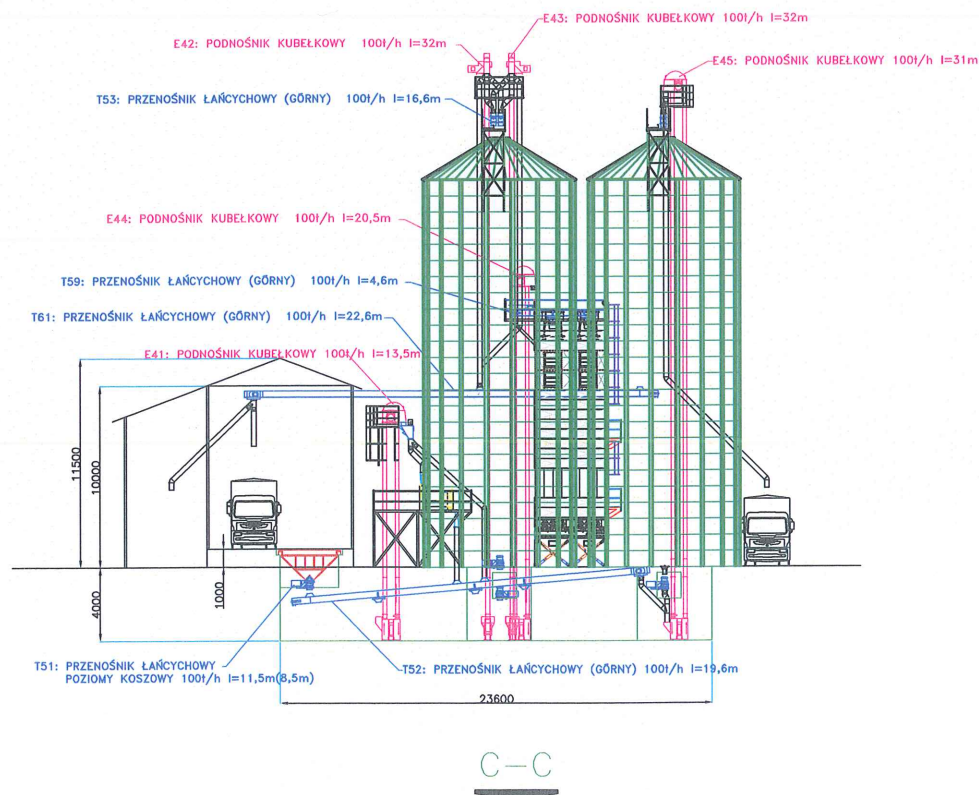 E43: PODNOŚNIK KUBEŁKOWY 100t/h l=32m
E42: PODNOŚNIK KUBEŁKOWY 100t/h l=32m
E45: PODNOŚNIK KUBEŁKOWY 100t/h l=31m
T53: PRZENOŚNIK ŁAŃCYCHOWY (GÓRNY) 100t/h l=16,6m
E44: PODNOŚNIK KUBEŁKOWY 100t/h l=20,5m
T59: PRZENOŚNIK ŁAŃCYCHOWY (GÓRNY) 100t/h l=4,6m
T61: PRZENOŚNIK ŁAŃCYCHOWY (GÓRNY) 100t/h l=22,6m
E41: PODNOŚNIK KUBEŁKOWY 100t/h l=13,5m
11500
10000
4000
1000
T51: PRZENOŚNIK ŁAŃCYCHOWY
POZIOMY KOSZOWY 100t/h l=11,5m(8,5m)
T52: PRZENOŚNIK ŁAŃCYCHOWY (GÓRNY) 100t/h l=19,6m
23600
C-C